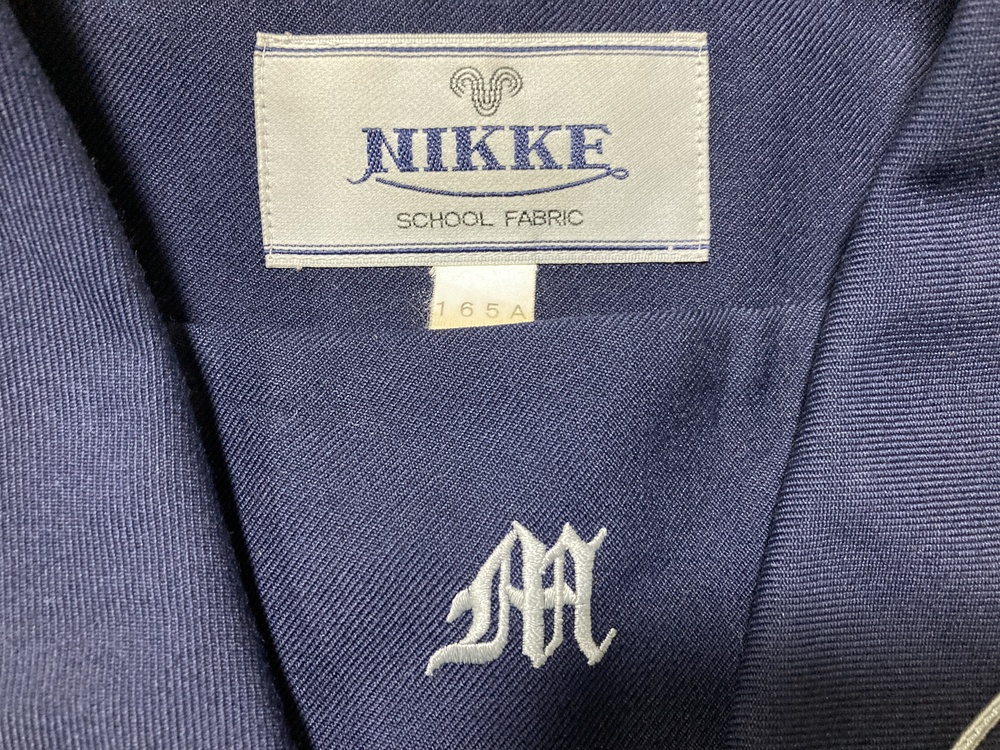 NIKKE
SCHOOL FABRIC
165A
M